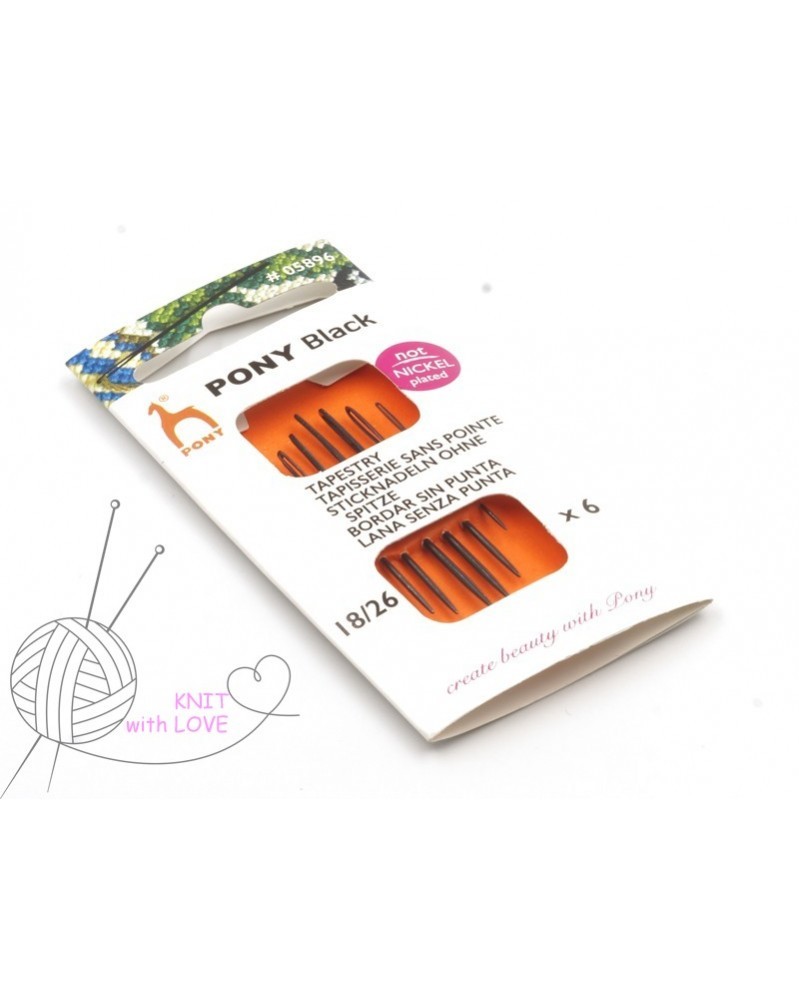 # 05896
PONY Black
not
NICKEL
plated
®
PONY
TAPESTRY
TAPISSERIE SANS POINTE
STICKNADELN OHNE
SPITZE
BORDAR SIN PUNTA
LANA SENZA PUNTA
18/26
x 6
create beauty with Pony
KNIT
with LOVE